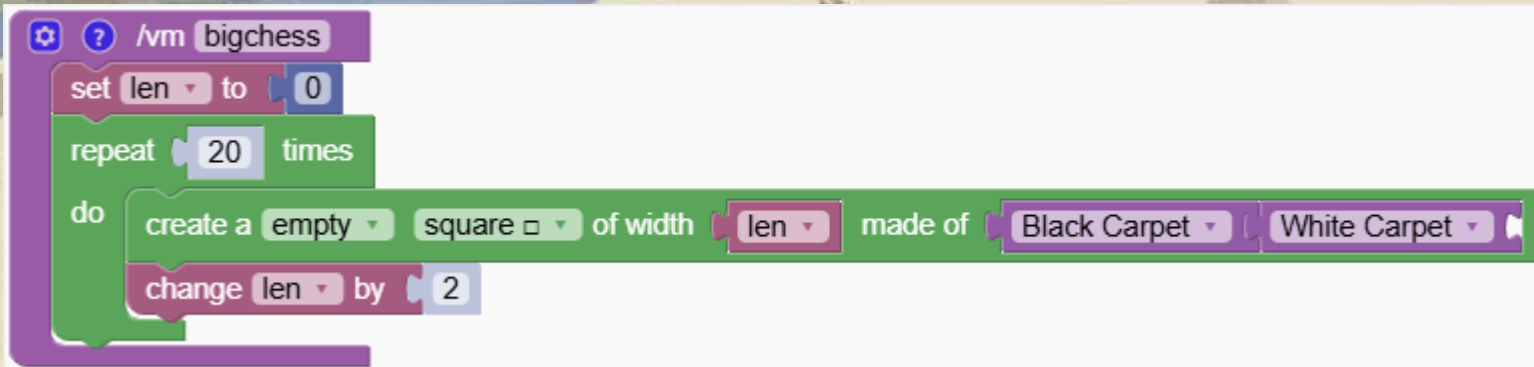 ? /vm bigchess
set len to 0
repeat 20 times
do create a empty square □ of width len made of Black Carpet White Carpet
change len by 2